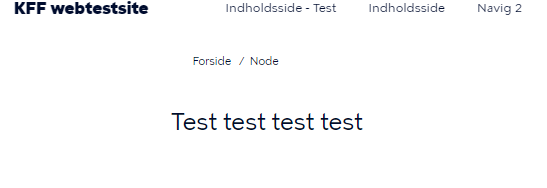 KFF webtestsite Indholdsside - Test Indholdsside Navig 2
Forside / Node
Test test test test